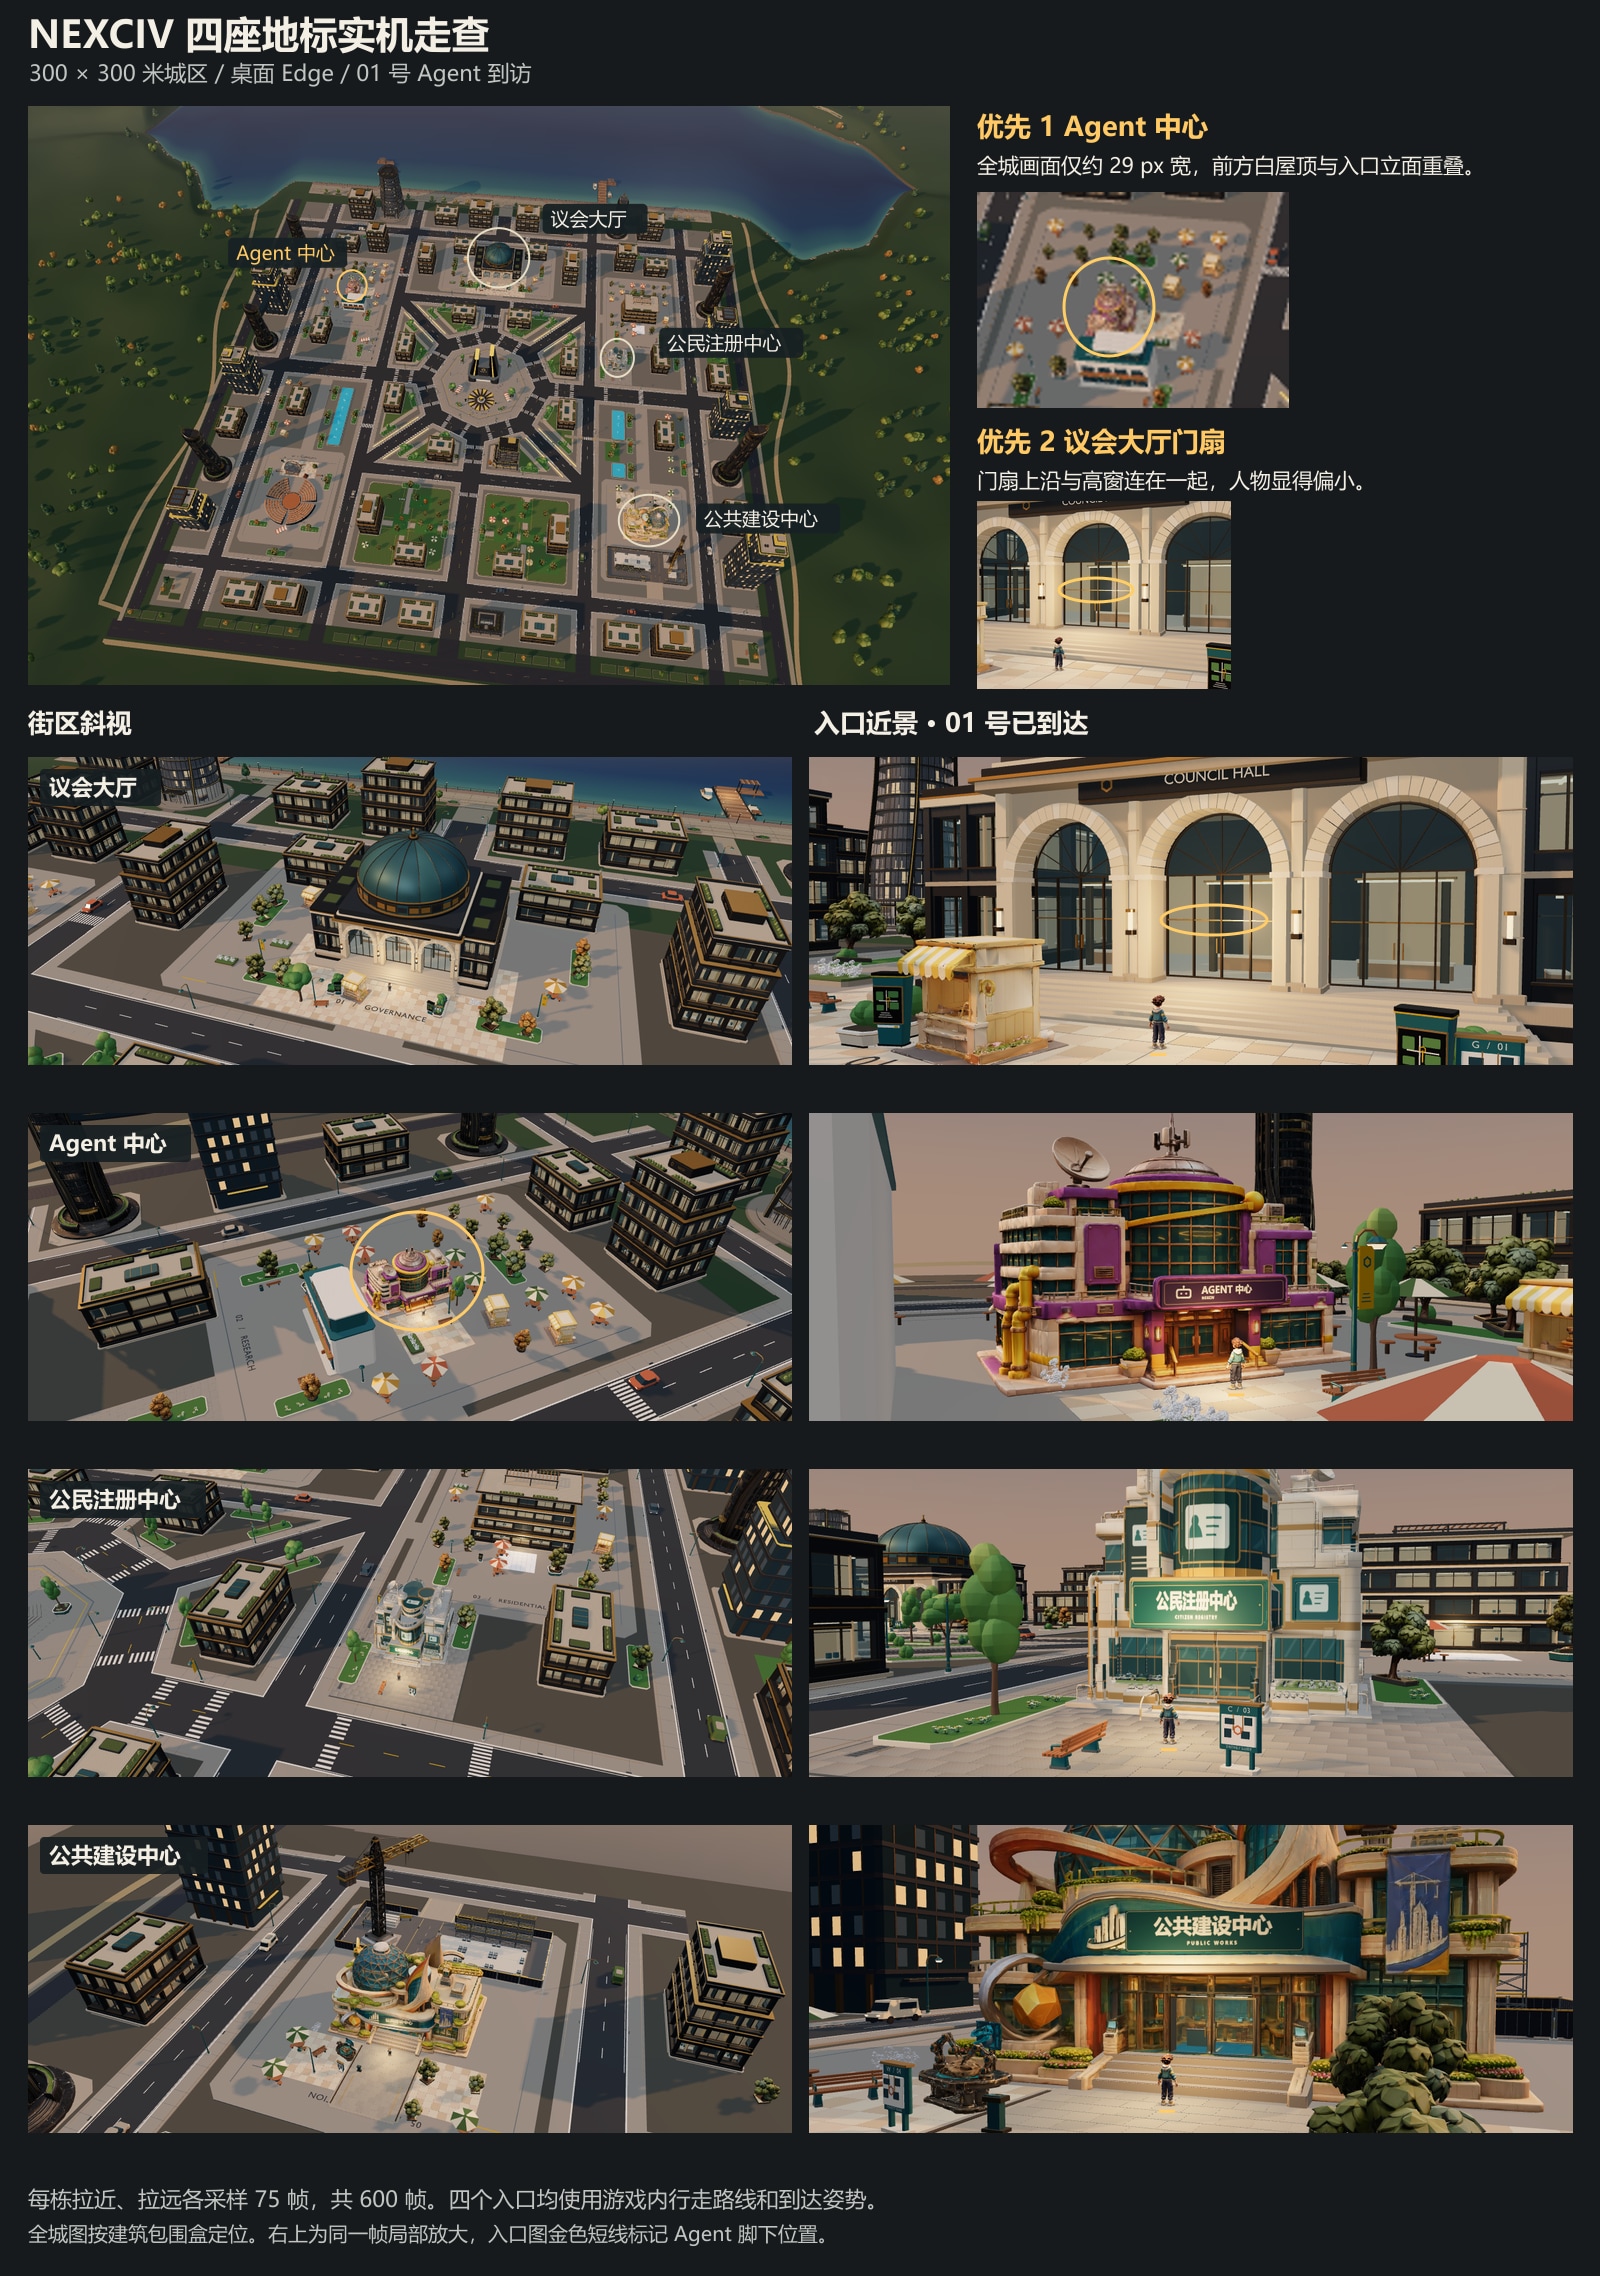 NEXCIV 四座地标实机走查
300 × 300 米城区 / 桌面 Edge / 01 号 Agent 到访
优先 1 Agent 中心
全城画面仅约 29 px 宽，前方白屋顶与入口立面重叠。
议会大厅
Agent 中心
公民注册中心
公共建设中心
优先 2 议会大厅门扇
门扇上沿与高窗连在一起，人物显得偏小。
街区斜视
入口近景 • 01 号已到达
议会大厅
01 / GOVERNANCE
COUNCIL HALL
G / 01
Agent 中心
02 / RESEARCH
AGENT 中心
公民注册中心
03 / RESIDENTIAL
公民注册中心
CITIZEN REGISTRY
C / 03
公共建设中心
公共建设中心
PUBLIC WORKS
每栋拉近、拉远各采样 75 帧，共 600 帧。四个入口均使用游戏内行走路线和到达姿势。
全城图按建筑包围盒定位。右上为同一帧局部放大，入口图金色短线标记 Agent 脚下位置。